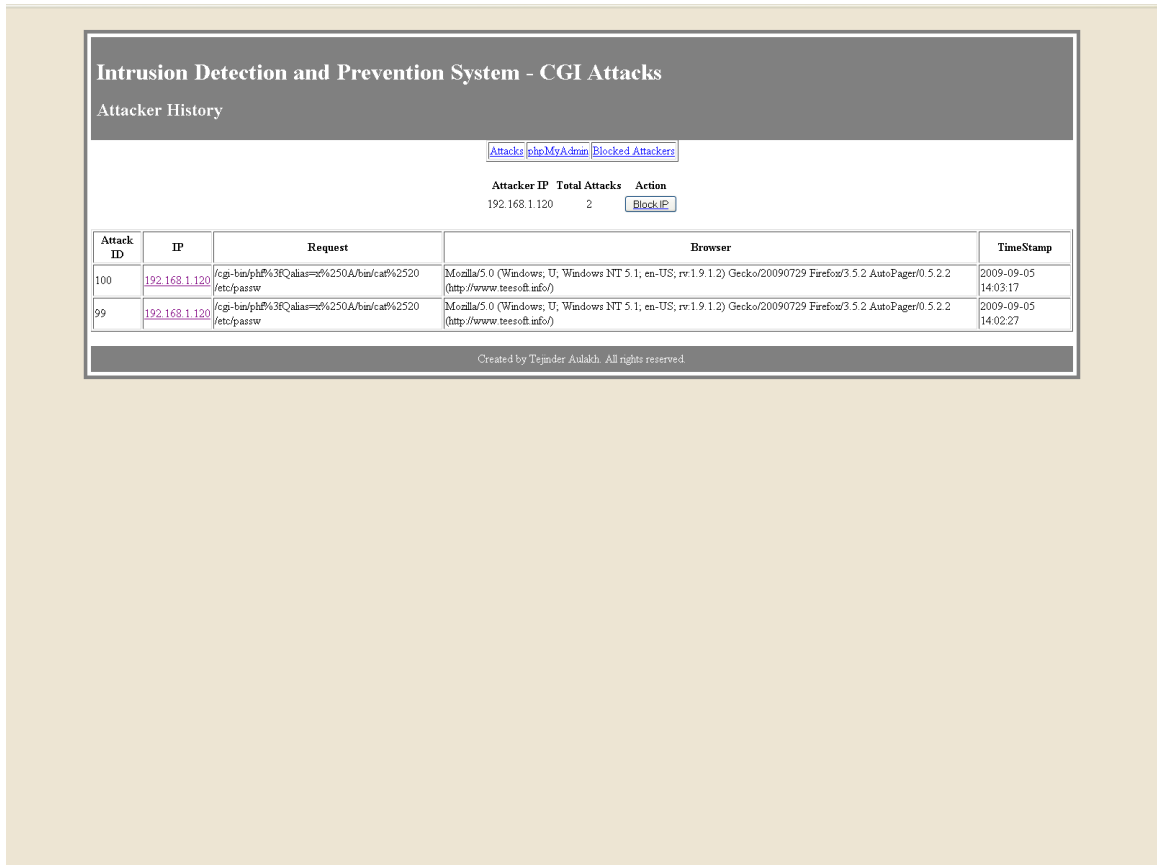 Intrusion Detection and Prevention System - CGI Attacks
Attacker History
Attacks phpMyAdmin Blocked Attackers
Attacker IP Total Attacks Action
192.168.1.120 2 Block IP
Attack ID IP Request Browser TimeStamp
100 192.168.1.120 /cgi-bin/phf%3fQalias=x%250A/bin/cat%2520 Mozilla/5.0 (Windows; U; Windows NT 5.1; en-US; rv:1.9.1.2) Gecko/20090729 Firefox/3.5.2 AutoPager/0.5.2.2 2009-09-05
/etc/passw (http://www.teesoft.info/) 14:03:17
99 192.168.1.120 /cgi-bin/phf%3fQalias=x%250A/bin/cat%2520 Mozilla/5.0 (Windows; U; Windows NT 5.1; en-US; rv:1.9.1.2) Gecko/20090729 Firefox/3.5.2 AutoPager/0.5.2.2 2009-09-05
/etc/passw (http://www.teesoft.info/) 14:02:27
Created by Tejinder Aulakh. All rights reserved.